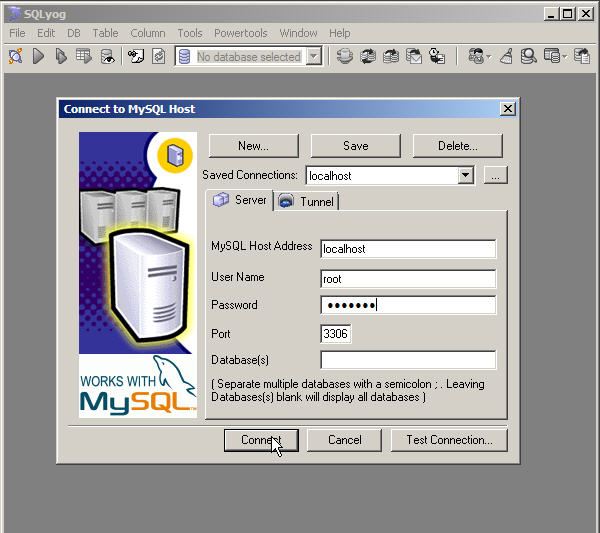 SQLyog
File Edit DB Table Column Tools Powertools Window Help
No database selected
Connect to MySQL Host
New... Save Delete...
Saved Connections: localhost ...
Server Tunnel
MySQL Host Address localhost
User Name root
Password •••••••
Port 3306
Database(s)
( Separate multiple databases with a semicolon ; . Leaving
Databases(s) blank will display all databases )
WORKS WITH
MySQL
Connect Cancel Test Connection...